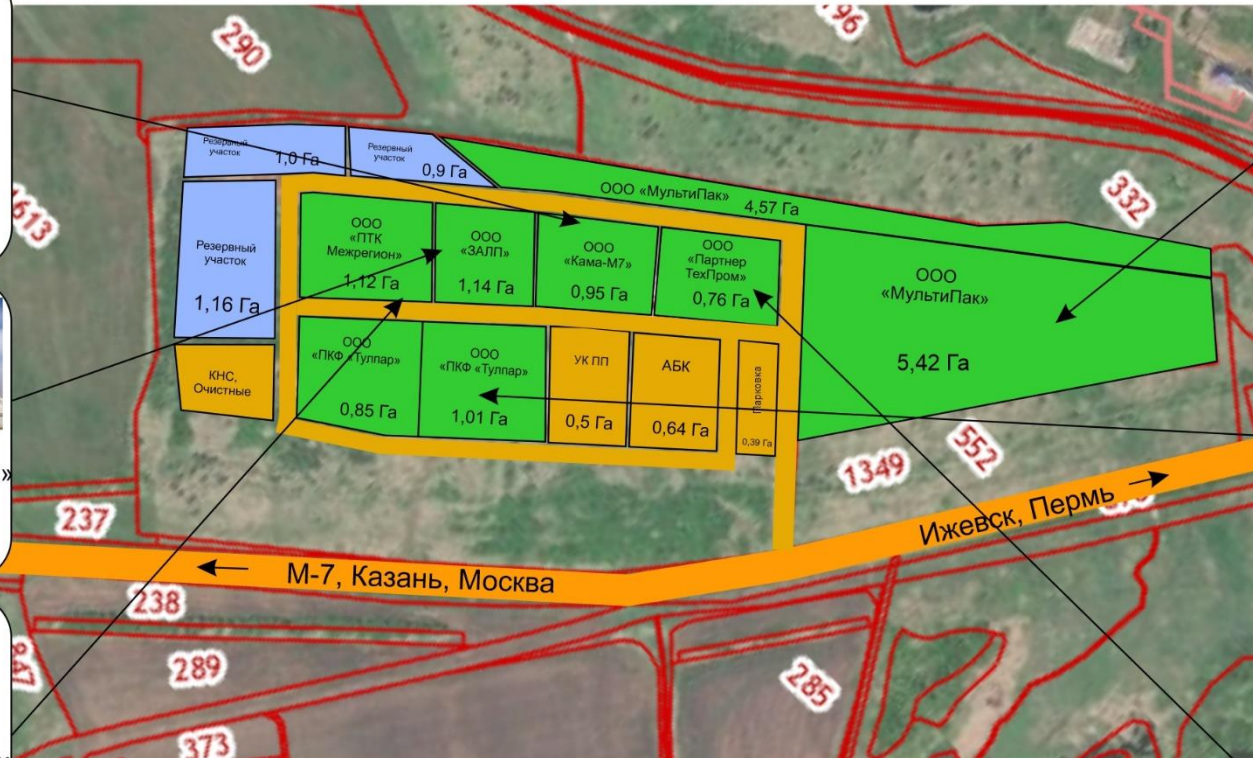 290
796
332
1613
Резервный
участок
1,0 Га
Резервный
участок
0,9 Га
ООО «МультиПак»
4,57 Га
Резервный
участок
1,16 Га
ООО
«ПТК
Межрегион»
1,12 Га
ООО
«ЗАЛП»
1,14 Га
ООО
«Кама-М7»
0,95 Га
ООО
«Партнер
ТехПром»
0,76 Га
ООО
«МультиПак»
5,42 Га
КНС,
Очистные
ООО
«ПКФ «Тулпар»
0,85 Га
ООО
«ПКФ «Тулпар»
1,01 Га
УК ПП
0,5 Га
АБК
0,64 Га
Парковка
0,39 Га
»
237
1349
552
Ижевск, Пермь
М-7, Казань, Москва
238
289
285
373